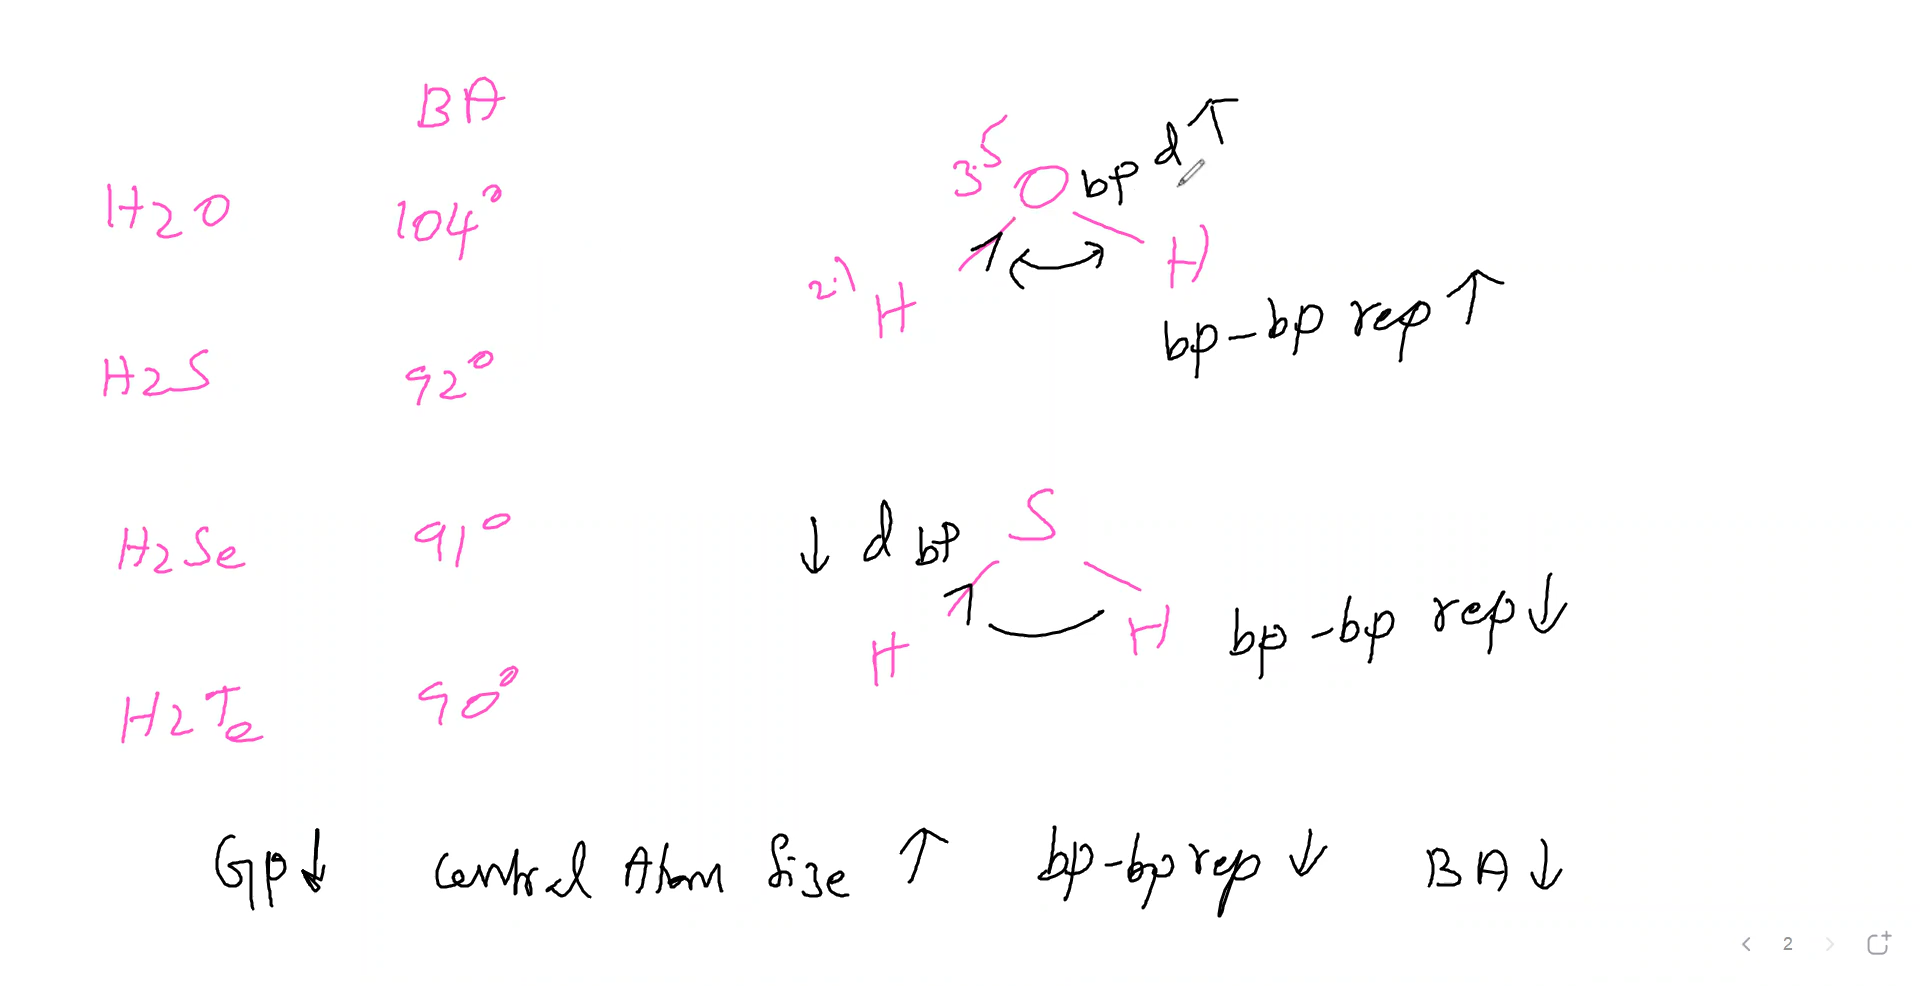 BA
H2O 104°
H2S 92°
H2Se 91°
H2Te 90°
3.5 O bp d ↑
2.1 H H
bp-bp rep ↑
↓ d bp S
H H bp-bp rep ↓
Gp ↓ central Atom Size ↑ bp-bp rep ↓ BA ↓
2